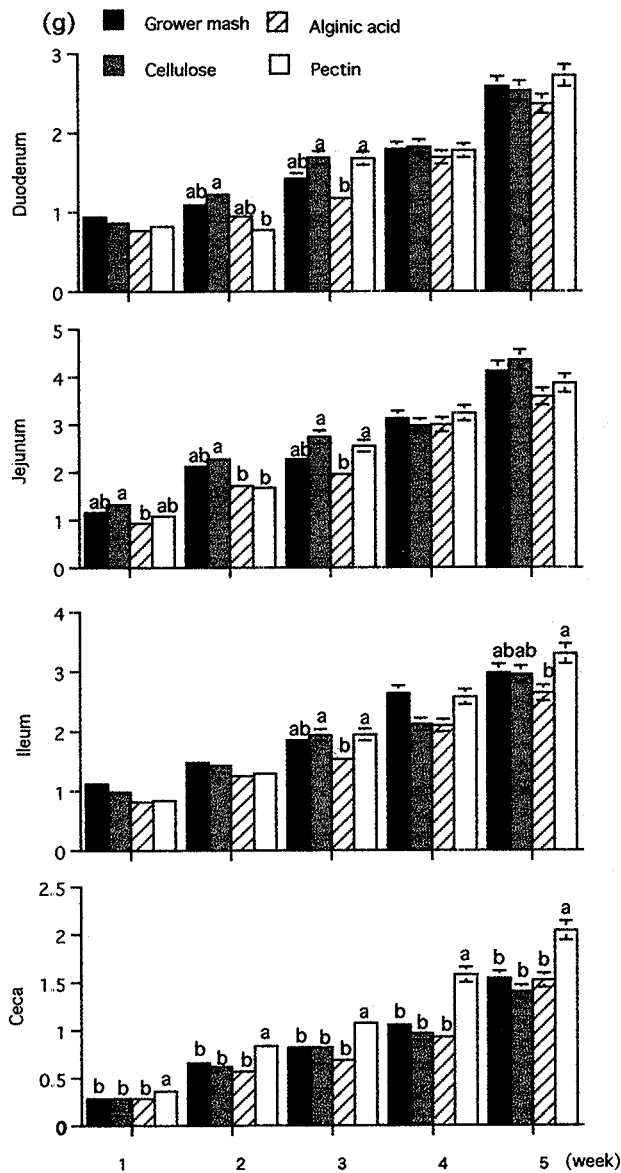 (g) Grower mash Alginic acid
Cellulose Pectin
3
2
1
0
Duodenum
ab a ab b
ab a b a
5
4
3
2
1
0
Jejunum
ab a b ab
ab a b b
ab a b a
4
3
2
1
0
Ileum
ab a b a
abab b a
2.5
2
1.5
1
0.5
0
Ceca
b b b a
b b b a
b b b a
b b b a
b b b a
1 2 3 4 5 (week)